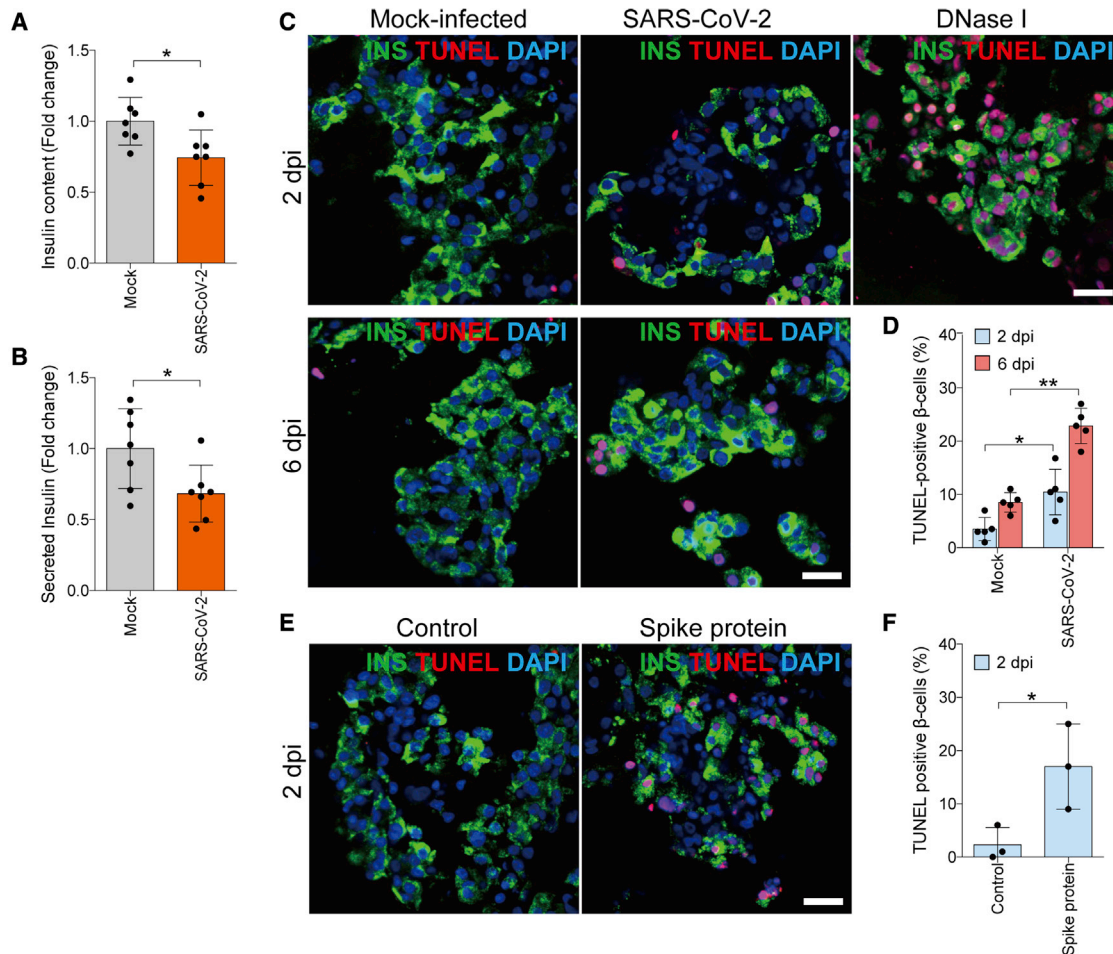 A
Insulin content (Fold change)
1.5
1.0
0.5
0.0
*
Mock
SARS-CoV-2
B
Secreted Insulin (Fold change)
1.5
1.0
0.5
0.0
*
Mock
SARS-CoV-2
C
Mock-infected
SARS-CoV-2
DNase I
2 dpi
INS TUNEL DAPI
INS TUNEL DAPI
INS TUNEL DAPI
6 dpi
INS TUNEL DAPI
INS TUNEL DAPI
D
TUNEL-positive β-cells (%)
40
30
20
10
0
2 dpi
6 dpi
*
**
Mock
SARS-CoV-2
E
Control
Spike protein
2 dpi
INS TUNEL DAPI
INS TUNEL DAPI
F
TUNEL positive β-cells (%)
40
30
20
10
0
2 dpi
*
Control
Spike protein